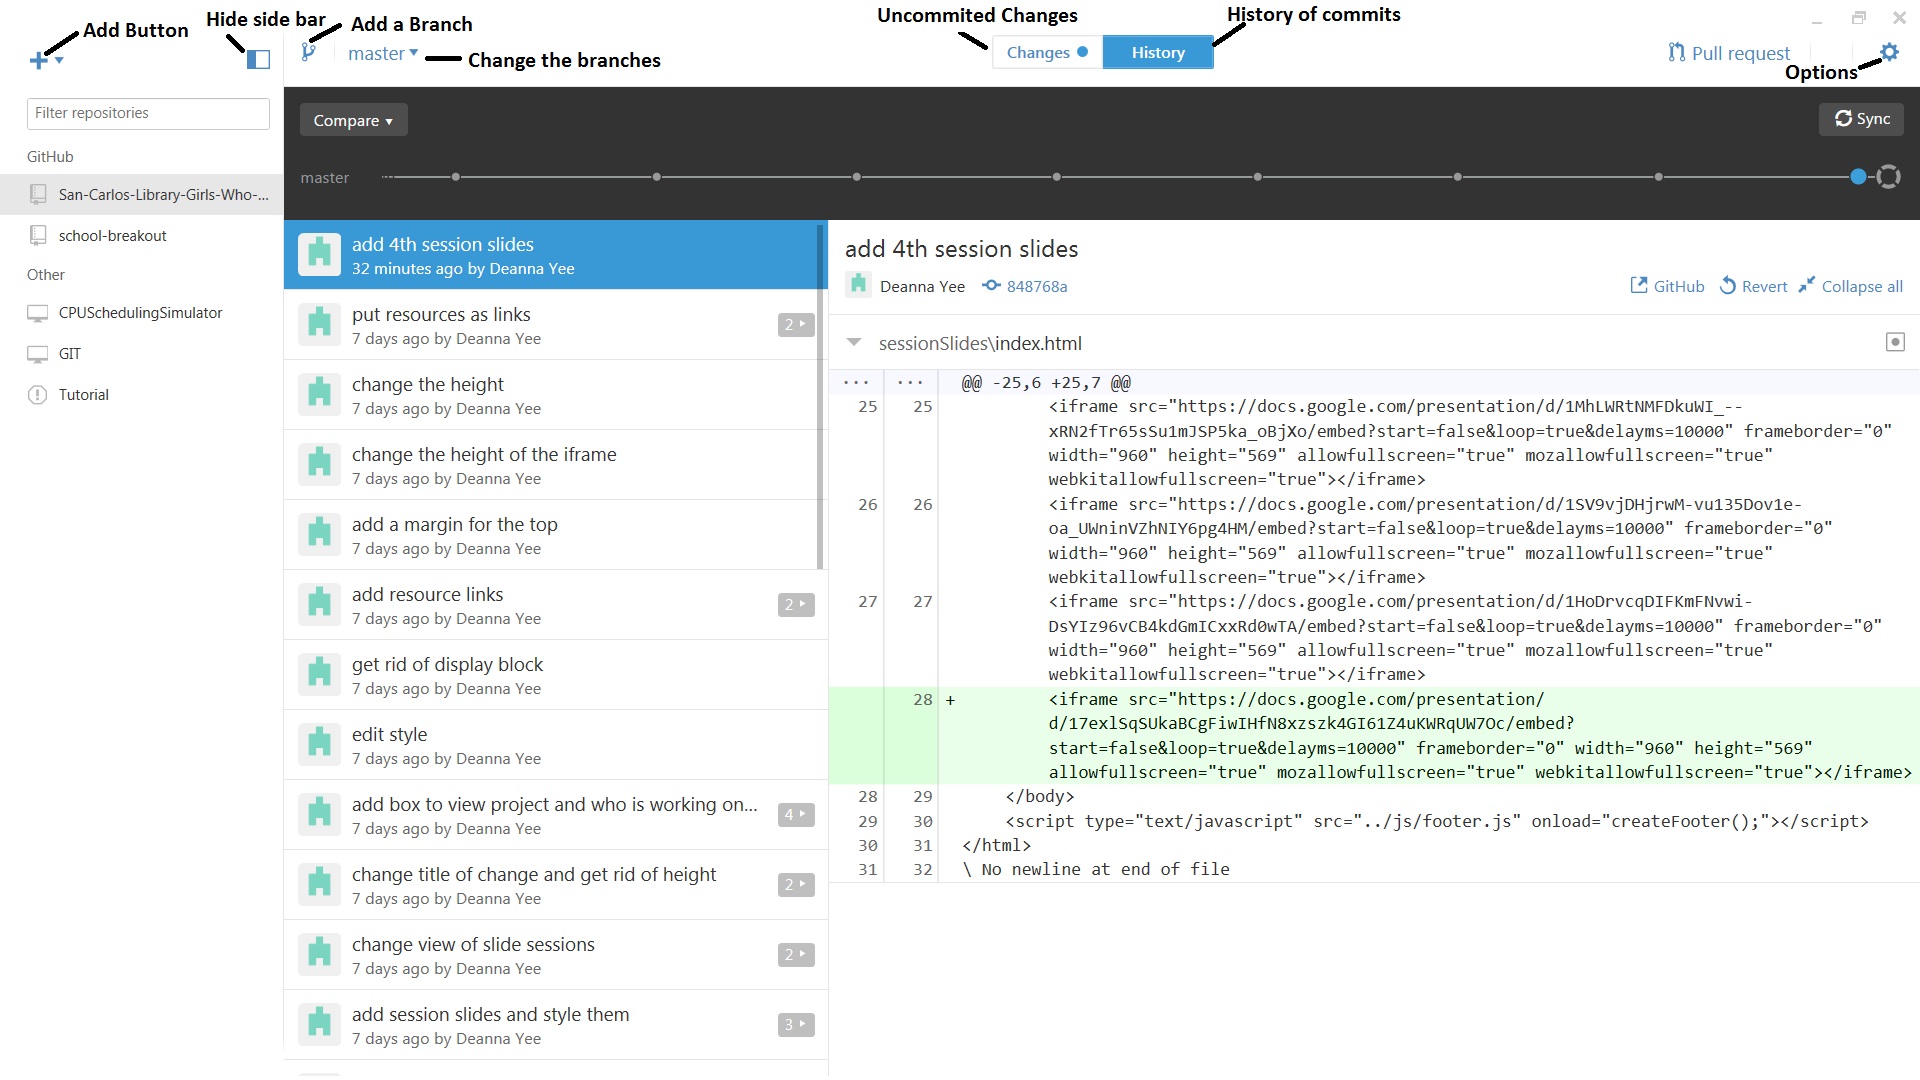 Add Button
Hide side bar
Add a Branch
Uncommited Changes
History of commits
master
Change the branches
Changes
History
Pull request
Options
Filter repositories
GitHub
San-Carlos-Library-Girls-Who-...
school-breakout
Other
CPUSchedulingSimulator
GIT
Tutorial
Compare
Sync
master
add 4th session slides
32 minutes ago by Deanna Yee
put resources as links
7 days ago by Deanna Yee
2
change the height
7 days ago by Deanna Yee
change the height of the iframe
7 days ago by Deanna Yee
add a margin for the top
7 days ago by Deanna Yee
add resource links
7 days ago by Deanna Yee
2
get rid of display block
7 days ago by Deanna Yee
edit style
7 days ago by Deanna Yee
add box to view project and who is working on...
7 days ago by Deanna Yee
4
change title of change and get rid of height
7 days ago by Deanna Yee
2
change view of slide sessions
7 days ago by Deanna Yee
2
add session slides and style them
7 days ago by Deanna Yee
3
add 4th session slides
Deanna Yee 848768a
GitHub Revert Collapse all
sessionSlides\index.html
... ... @@ -25,6 +25,7 @@
25 25 <iframe src="https://docs.google.com/presentation/d/1MhLWRtNMFDkuWI_--
xRN2fTr65sSu1mJSP5ka_oBjXo/embed?start=false&loop=true&delayms=10000" frameborder="0"
width="960" height="569" allowfullscreen="true" mozallowfullscreen="true"
webkitallowfullscreen="true"></iframe>
26 26 <iframe src="https://docs.google.com/presentation/d/1SV9vjDHjrwM-vu135Dov1e-
oa_UWninVZhNIY6pg4HM/embed?start=false&loop=true&delayms=10000" frameborder="0"
width="960" height="569" allowfullscreen="true" mozallowfullscreen="true"
webkitallowfullscreen="true"></iframe>
27 27 <iframe src="https://docs.google.com/presentation/d/1HoDrvcqDIFKmFNvwi-
DsYIz96vCB4kdGmICxxRd0wTA/embed?start=false&loop=true&delayms=10000" frameborder="0"
width="960" height="569" allowfullscreen="true" mozallowfullscreen="true"
webkitallowfullscreen="true"></iframe>
28 + <iframe src="https://docs.google.com/presentation/
d/17exlSqSUkaBCgFiwIHfN8xzszk4GI61Z4uKWRqUW7Oc/embed?
start=false&loop=true&delayms=10000" frameborder="0" width="960" height="569"
allowfullscreen="true" mozallowfullscreen="true" webkitallowfullscreen="true"></iframe>
28 29 </body>
29 30 <script type="text/javascript" src="../js/footer.js" onload="createFooter();"></script>
30 31 </html>
31 32 \ No newline at end of file